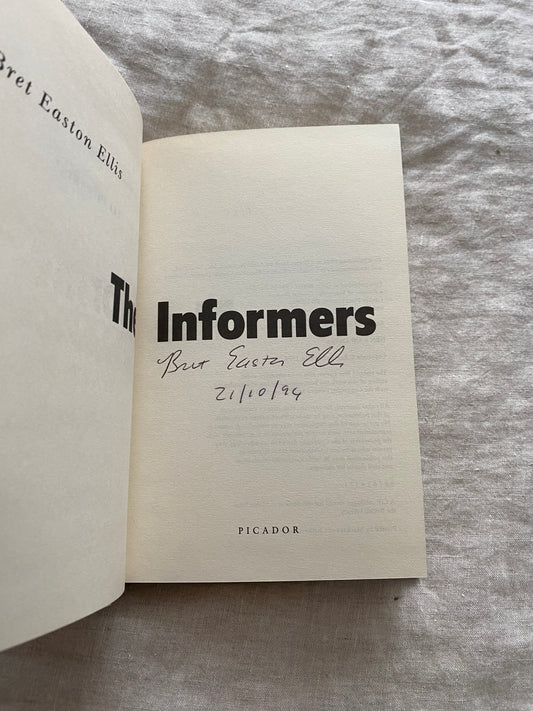 Bret Easton Ellis
The Informers
Bret Easton Ellis
21/10/94
PICADOR